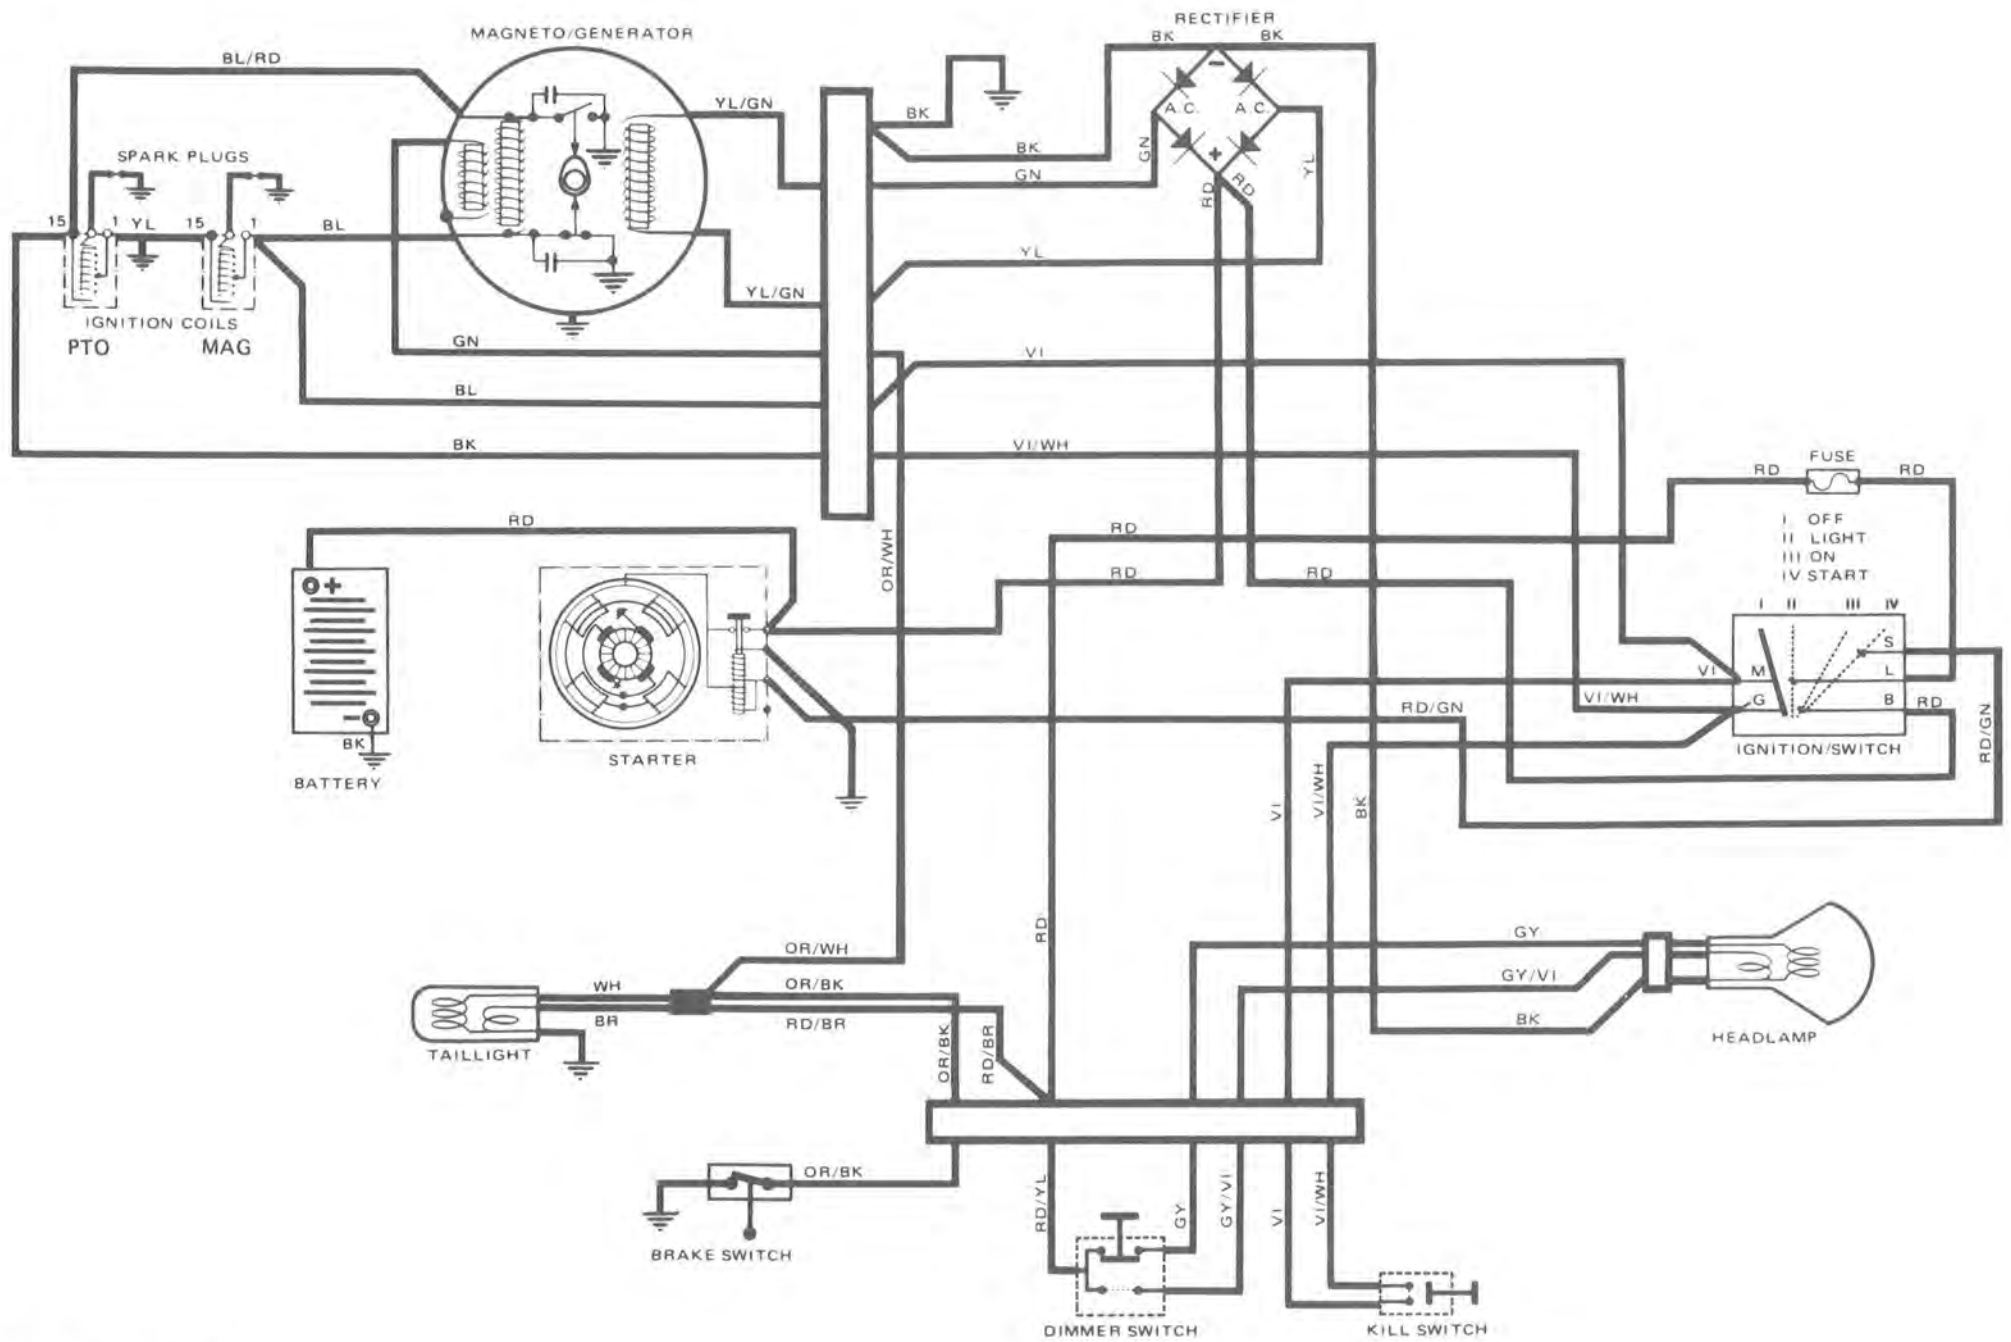 RECTIFIER
MAGNETO/GENERATOR
BK
BK
BL/RD
YL/GN
BK
A.C.
A.C.
−
+
BK
GN
GN
YL
RD
RD
SPARK PLUGS
15
1
YL
15
1
BL
YL
YL/GN
IGNITION COILS
PTO
MAG
GN
VI
BL
BK
VI/WH
FUSE
RD
RD
RD
RD
I OFF
II LIGHT
III ON
IV START
OR/WH
RD
RD
I
II
III
IV
+
S
VI
M
L
G
B
RD
VI/WH
RD/GN
RD/GN
IGNITION/SWITCH
−
BK
BATTERY
STARTER
VI
VI/WH
BK
RD
GY
OR/WH
WH
OR/BK
GY/VI
BR
RD/BR
BK
HEADLAMP
TAILLIGHT
OR/BK
RD/BR
OR/BK
RD/YL
GY
GY/VI
VI
VI/WH
BRAKE SWITCH
DIMMER SWITCH
KILL SWITCH